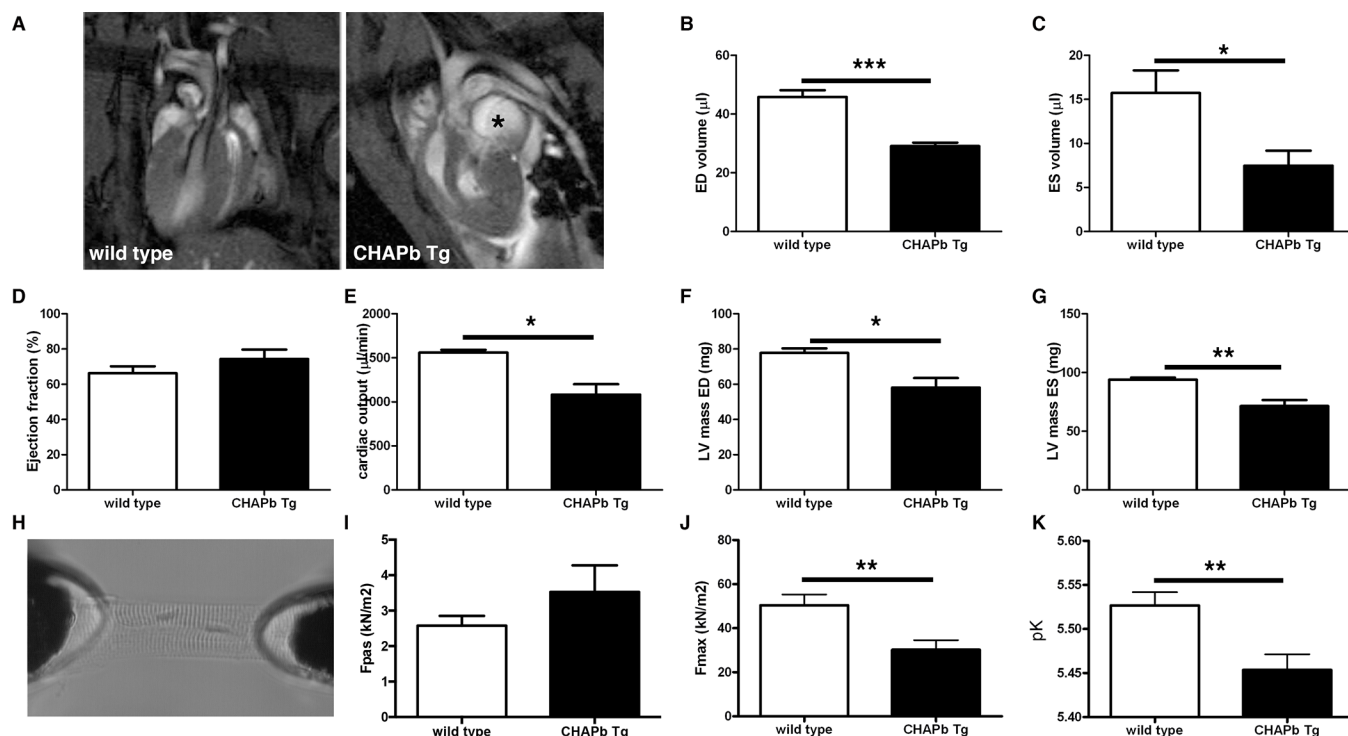 A
wild type
CHAPb Tg
*
B
ED volume (µl)
60
40
20
0
***
wild type
CHAPb Tg
C
ES volume (µl)
20
15
10
5
0
*
wild type
CHAPb Tg
D
Ejection fraction (%)
100
80
60
40
20
0
wild type
CHAPb Tg
E
cardiac output (µl/min)
2000
1500
1000
500
0
*
wild type
CHAPb Tg
F
LV mass ED (mg)
100
80
60
40
20
0
*
wild type
CHAPb Tg
G
LV mass ES (mg)
150
100
50
0
**
wild type
CHAPb Tg
H
I
Fpas (kN/m2)
5
4
3
2
1
0
wild type
CHAPb Tg
J
Fmax (kN/m2)
80
60
40
20
0
**
wild type
CHAPb Tg
K
pK
5.60
5.55
5.50
5.45
5.40
**
wild type
CHAPb Tg